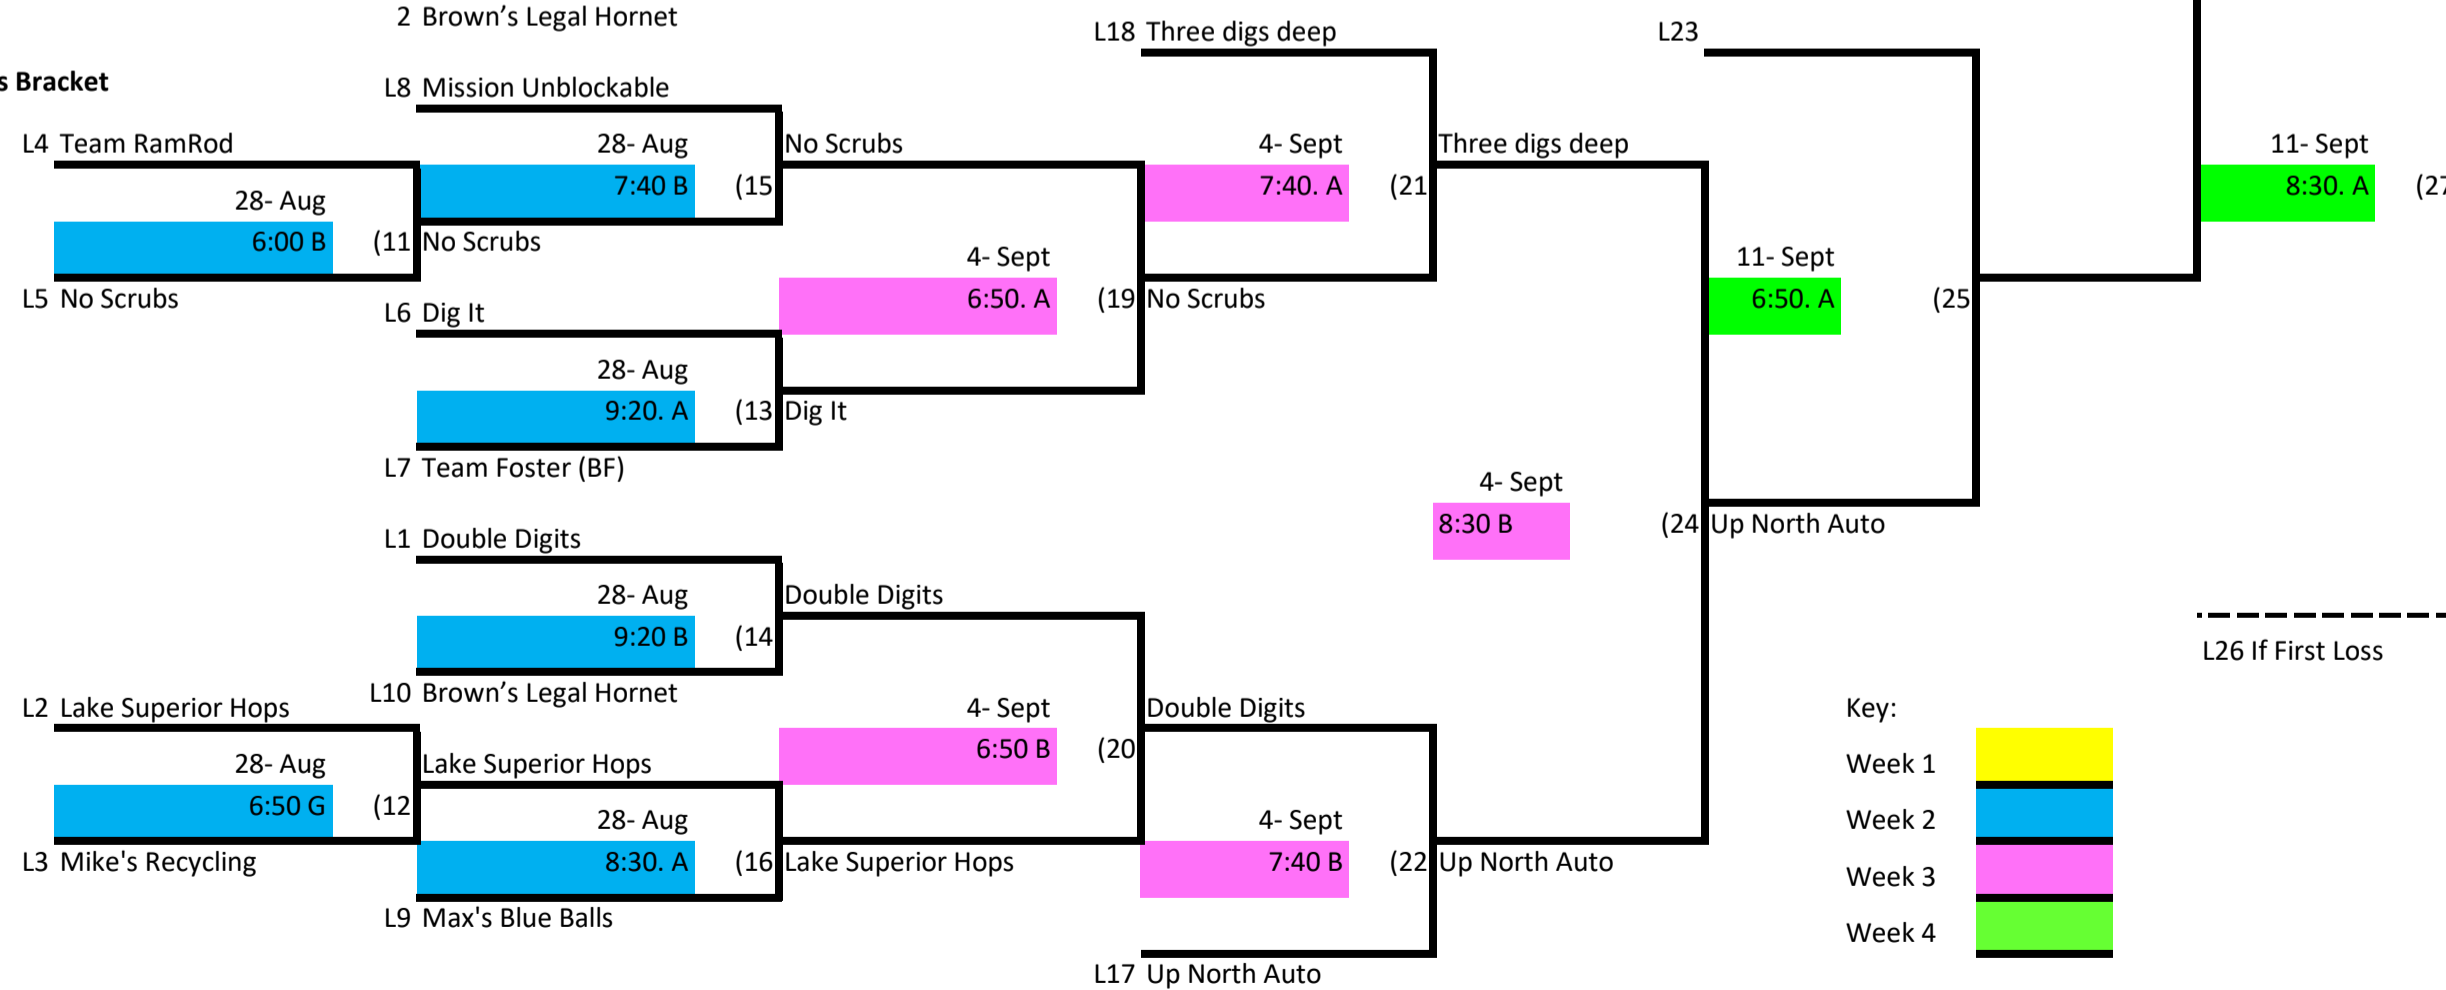 2 Brown’s Legal Hornet
L18 Three digs deep
L23
s Bracket
L8 Mission Unblockable
L4 Team RamRod
28- Aug
No Scrubs
4- Sept
Three digs deep
11- Sept
7:40 B (15
7:40. A (21
8:30. A (27
28- Aug
6:00 B (11
No Scrubs
4- Sept
11- Sept
L5 No Scrubs
L6 Dig It
6:50. A (19
No Scrubs
6:50. A (25
28- Aug
9:20. A (13
Dig It
L7 Team Foster (BF)
4- Sept
8:30 B (24
Up North Auto
L1 Double Digits
28- Aug
Double Digits
9:20 B (14
L26 If First Loss
L10 Brown’s Legal Hornet
L2 Lake Superior Hops
4- Sept
Double Digits
Key:
6:50 B (20
28- Aug
Lake Superior Hops
Week 1
6:50 G (12
28- Aug
4- Sept
Week 2
L3 Mike's Recycling
8:30. A (16
Lake Superior Hops
7:40 B (22
Up North Auto
Week 3
L9 Max's Blue Balls
Week 4
L17 Up North Auto